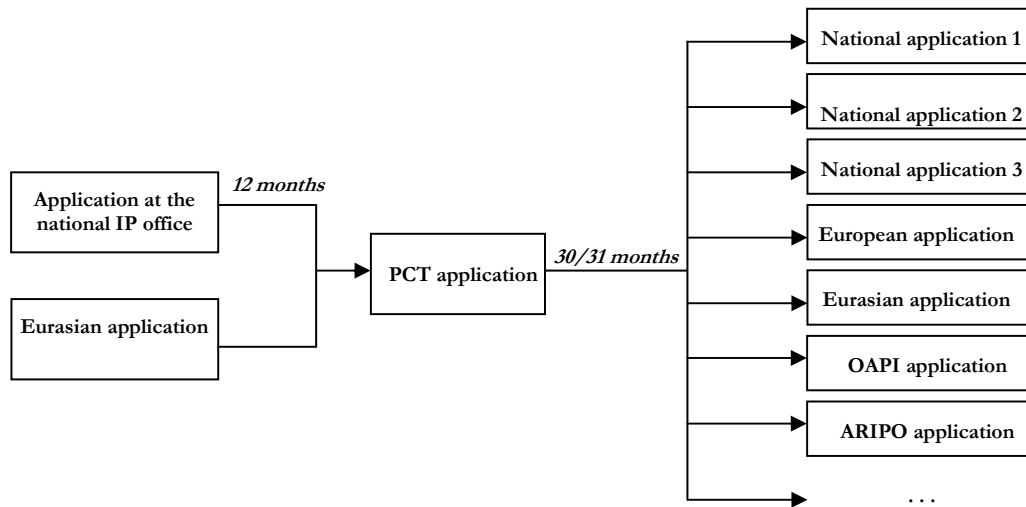 Application at the
national IP office
Eurasian application
12 months
PCT application
30/31 months
National application 1
National application 2
National application 3
European application
Eurasian application
OAPI application
ARIPO application
. . .